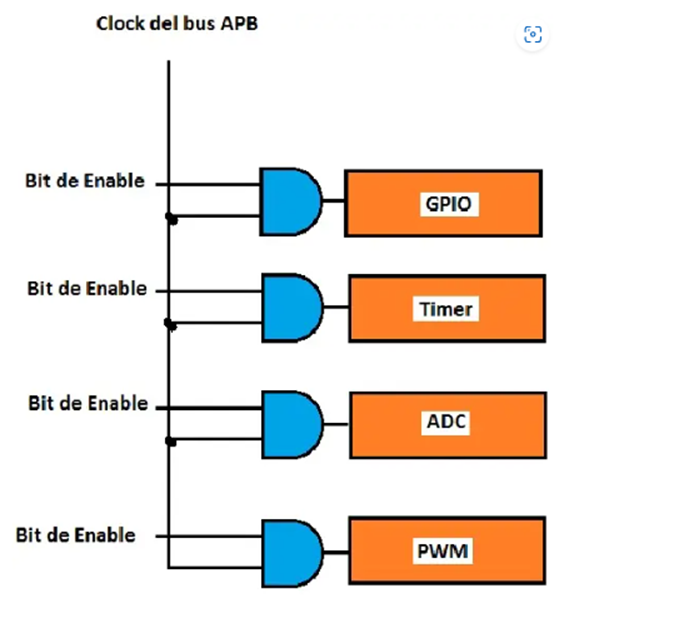 Clock del bus APB
Bit de Enable
GPIO
Bit de Enable
Timer
Bit de Enable
ADC
Bit de Enable
PWM